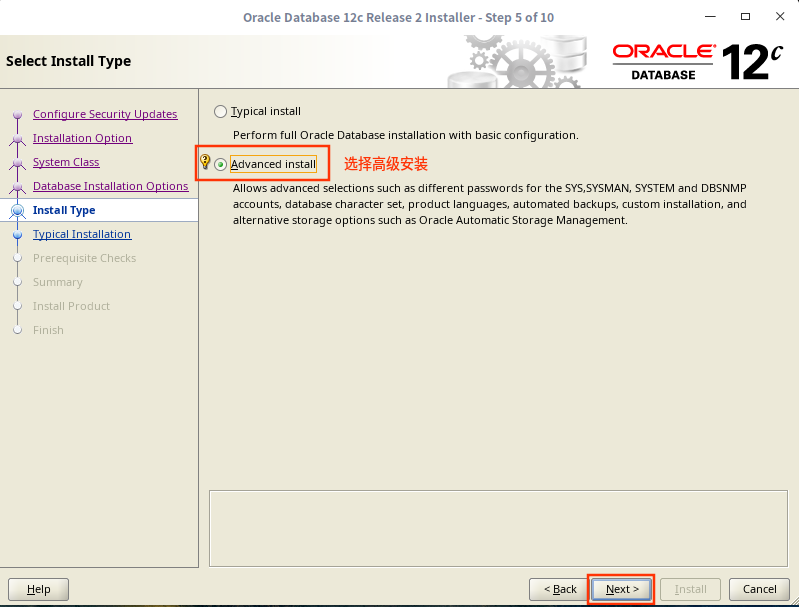 Oracle Database 12c Release 2 Installer - Step 5 of 10
Select Install Type
ORACLE
DATABASE
12c
Configure Security Updates
Installation Option
System Class
Database Installation Options
Install Type
Typical Installation
Prerequisite Checks
Summary
Install Product
Finish
Typical install
Perform full Oracle Database installation with basic configuration.
Advanced install 选择高级安装
Allows advanced selections such as different passwords for the SYS,SYSMAN, SYSTEM and DBSNMP
accounts, database character set, product languages, automated backups, custom installation, and
alternative storage options such as Oracle Automatic Storage Management.
Help < Back Next > Install Cancel